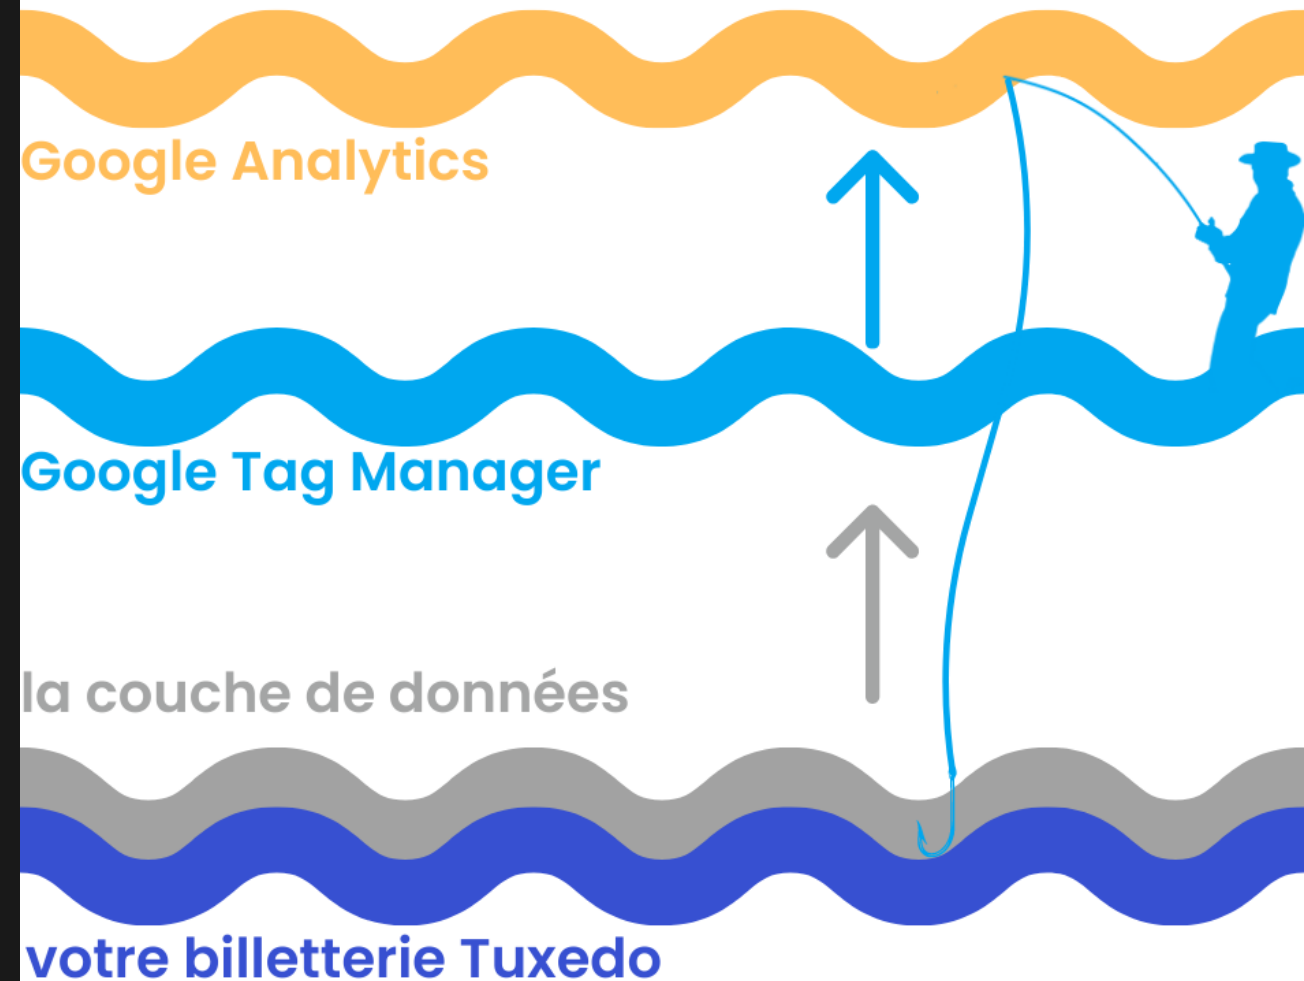 Google Analytics
Google Tag Manager
la couche de données
votre billetterie Tuxedo